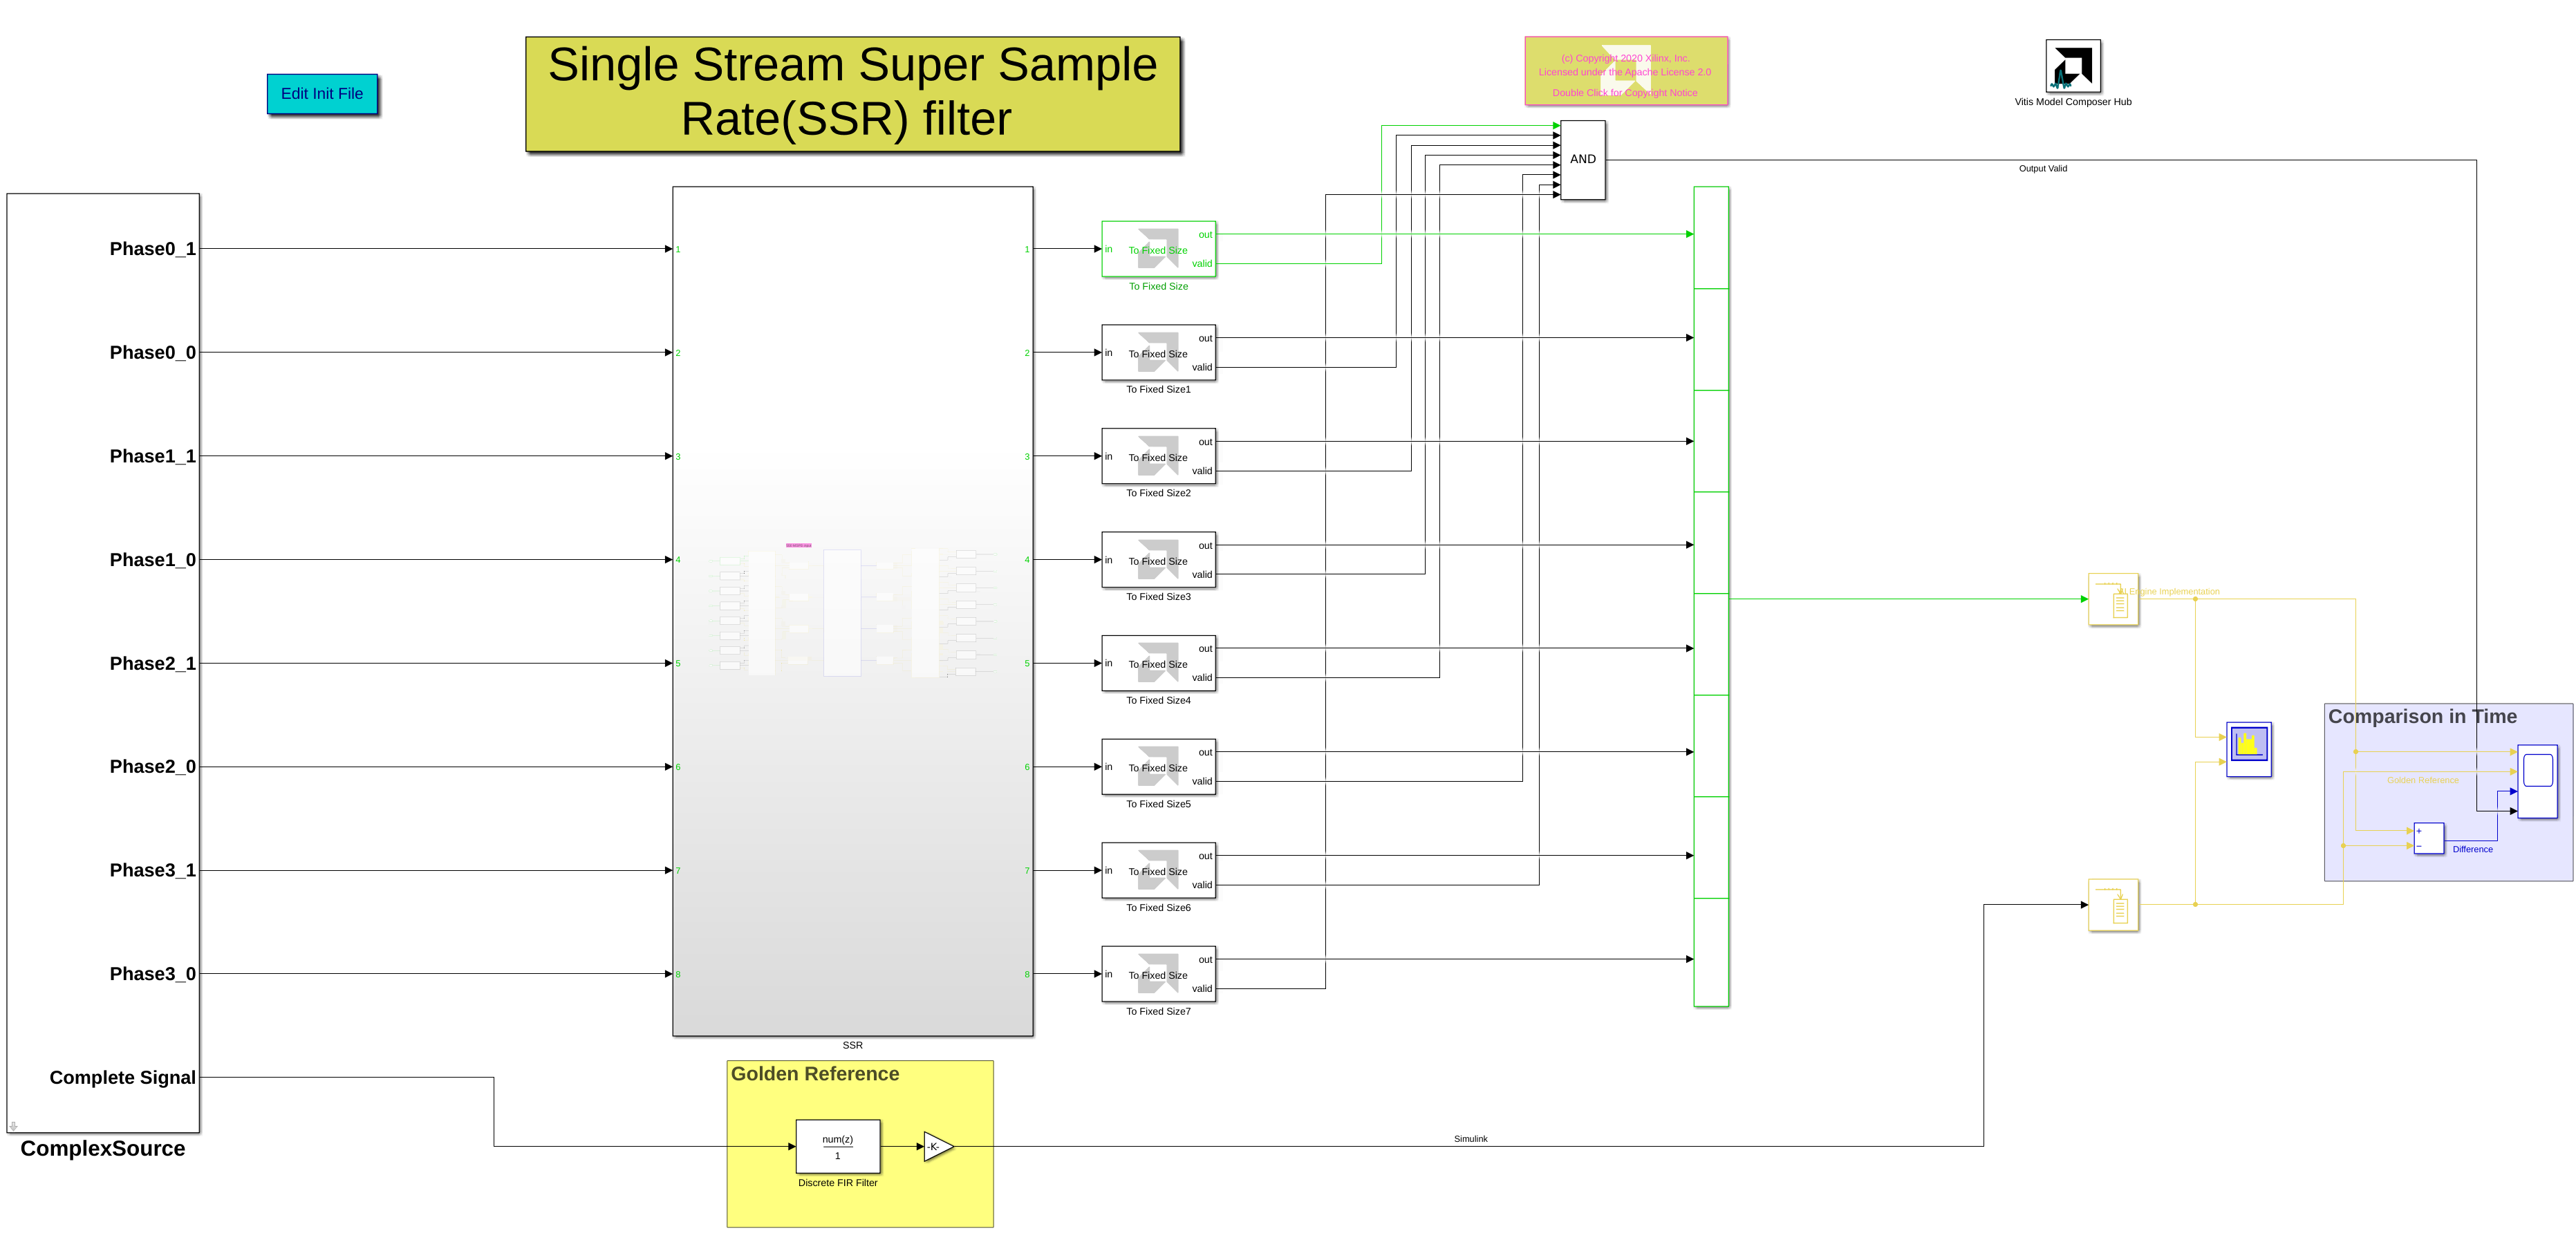 Edit Init File
Single Stream Super Sample
Rate(SSR) filter
(c) Copyright 2020 Xilinx, Inc.
Licensed under the Apache License 2.0
Double Click for Copyright Notice
Vitis Model Composer Hub
AND
Output Valid
Phase0_1
1
1
in
To Fixed Size
out
valid
To Fixed Size
Phase0_0
2
2
in
To Fixed Size
out
valid
To Fixed Size1
Phase1_1
3
3
in
To Fixed Size
out
valid
To Fixed Size2
Phase1_0
4
4
in
To Fixed Size
out
valid
To Fixed Size3
Phase2_1
5
5
in
To Fixed Size
out
valid
To Fixed Size4
Phase2_0
6
6
in
To Fixed Size
out
valid
To Fixed Size5
Phase3_1
7
7
in
To Fixed Size
out
valid
To Fixed Size6
Phase3_0
8
8
in
To Fixed Size
out
valid
To Fixed Size7
Engine Implementation
Comparison in Time
Golden Reference
+
−
Difference
SSR
Complete Signal
ComplexSource
Golden Reference
num(z)
1
Discrete FIR Filter
-K-
Simulink